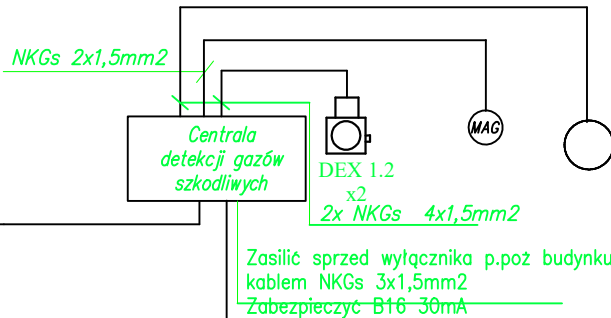 NKGs 2x1,5mm2
MAG
Centrala
detekcji gazów
szkodliwych
DEX 1.2
x2
2x NKGs 4x1,5mm2
Zasilić sprzed wyłącznika p.poż budynku
kablem NKGs 3x1,5mm2
Zabezpieczyć B16 30mA